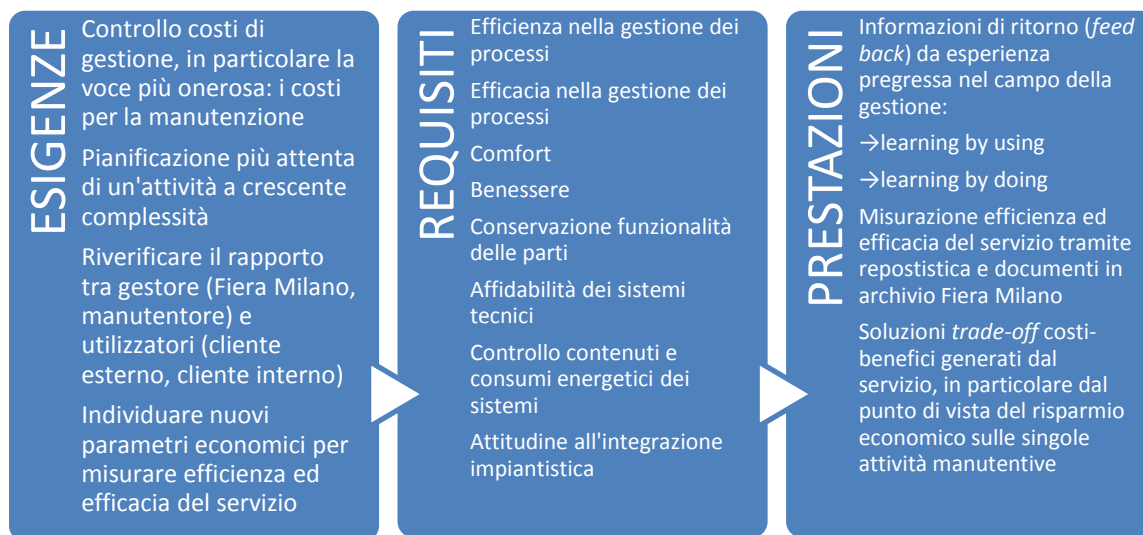 ESIGENZE
Controllo costi di
gestione, in particolare la
voce più onerosa: i costi
per la manutenzione
Pianificazione più attenta
di un'attività a crescente
complessità
Riverificare il rapporto
tra gestore (Fiera Milano,
manutentore) e
utilizzatori (cliente
esterno, cliente interno)
Individuare nuovi
parametri economici per
misurare efficienza ed
efficacia del servizio
REQUISITI
Efficienza nella gestione dei
processi
Efficacia nella gestione dei
processi
Comfort
Benessere
Conservazione funzionalità
delle parti
Affidabilità dei sistemi
tecnici
Controllo contenuti e
consumi energetici dei
sistemi
Attitudine all'integrazione
impiantistica
PRESTAZIONI
Informazioni di ritorno (feed
back) da esperienza
pregressa nel campo della
gestione:
→learning by using
→learning by doing
Misurazione efficienza ed
efficacia del servizio tramite
repostistica e documenti in
archivio Fiera Milano
Soluzioni trade-off costi-
benefici generati dal
servizio, in particolare dal
punto di vista del risparmio
economico sulle singole
attività manutentive